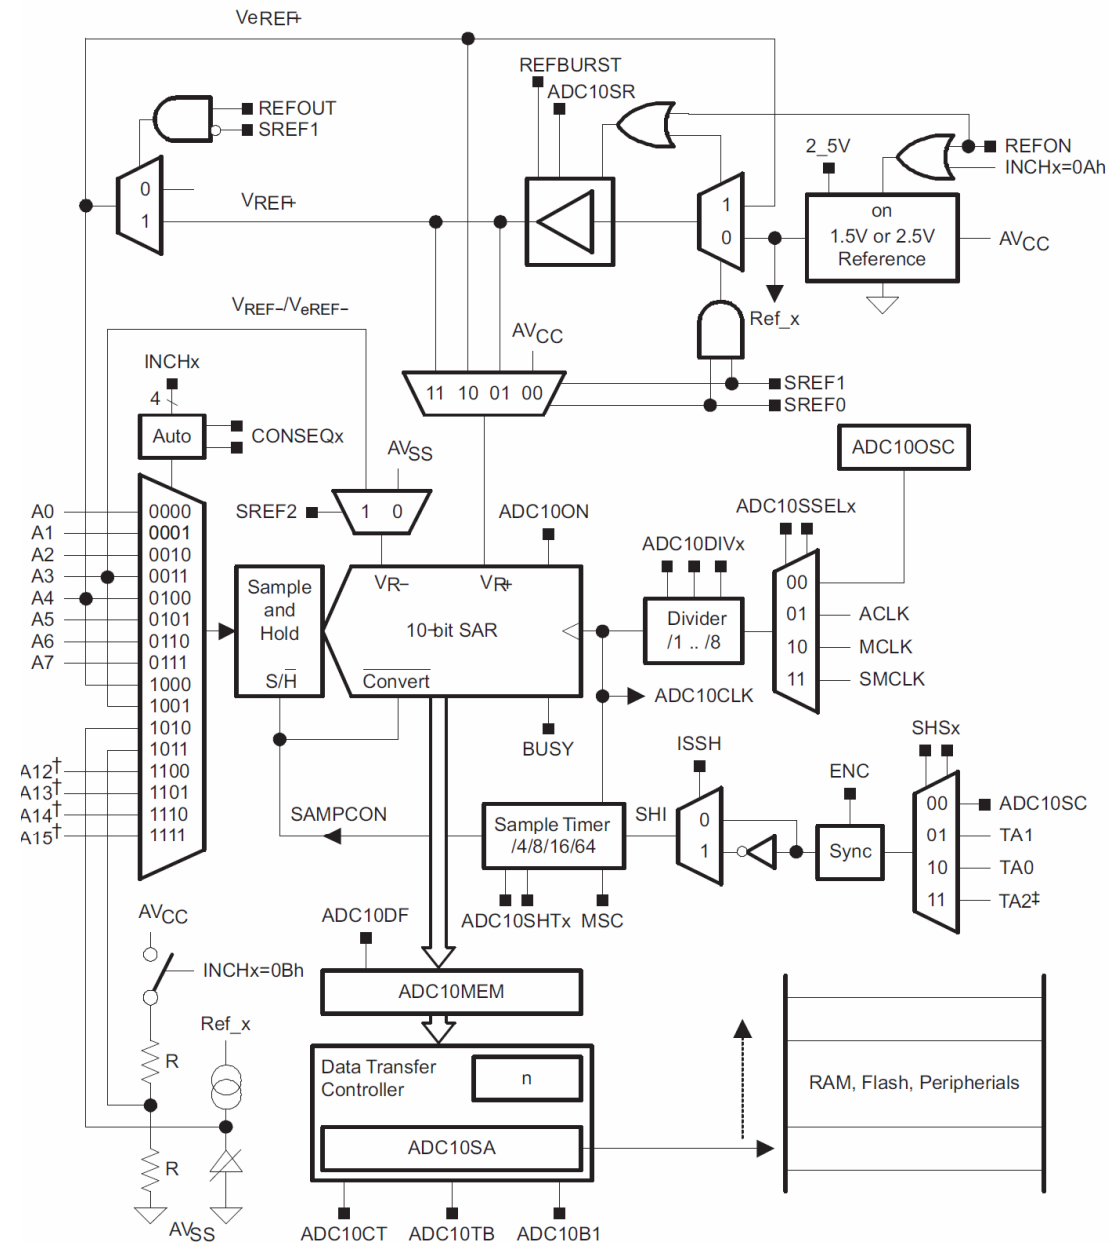 VeREF+
REFBURST
ADC10SR
REFOUT
SREF1
2_5V
REFON
INCHx=0Ah
0
1
VREF+
1
0
on
1.5V or 2.5V
Reference
AVCC
VREF−/VeREF−
Ref_x
AVCC
INCHx
4
11 10 01 00
SREF1
SREF0
Auto
CONSEQx
AVSS
ADC10OSC
SREF2
1 0
ADC10ON
ADC10SSELx
A0
A1
A2
A3
A4
A5
A6
A7
A12†
A13†
A14†
A15†
0000
0001
0010
0011
0100
0101
0110
0111
1000
1001
1010
1011
1100
1101
1110
1111
Sample
and
Hold
S/H
VR−
VR+
10−bit SAR
Convert
ADC10DIVx
Divider
/1 .. /8
00
01
10
11
ACLK
MCLK
SMCLK
ADC10CLK
BUSY
ISSH
SHSx
ENC
SAMPCON
Sample Timer
/4/8/16/64
SHI
0
1
Sync
00
01
10
11
ADC10SC
TA1
TA0
TA2‡
ADC10SHTx
MSC
AVCC
INCHx=0Bh
ADC10DF
ADC10MEM
Ref_x
R
R
AVSS
Data Transfer
Controller
n
ADC10SA
RAM, Flash, Peripherials
ADC10CT
ADC10TB
ADC10B1